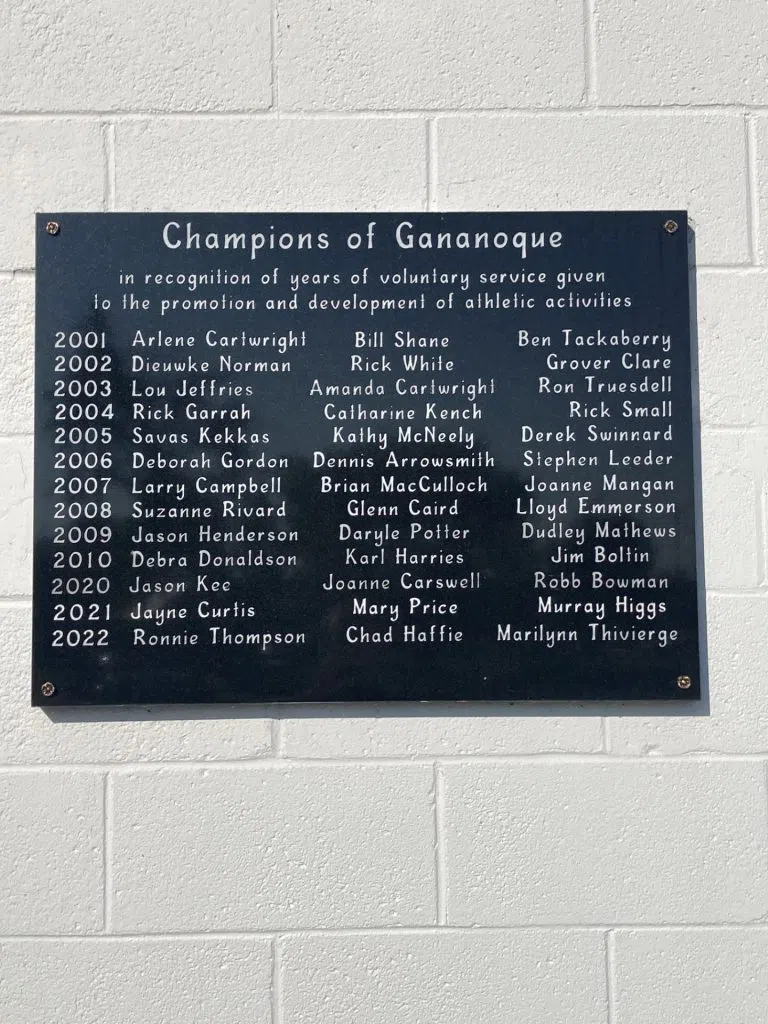 Champions of Gananoque
in recognition of years of voluntary service given
to the promotion and development of athletic activities
2001 Arlene Cartwright Bill Shane Ben Tackaberry
2002 Dieuwke Norman Rick White Grover Clare
2003 Lou Jeffries Amanda Cartwright Ron Truesdell
2004 Rick Garrah Catharine Kench Rick Small
2005 Savas Kekkas Kathy McNeely Derek Swinnard
2006 Deborah Gordon Dennis Arrowsmith Stephen Leeder
2007 Larry Campbell Brian MacCulloch Joanne Mangan
2008 Suzanne Rivard Glenn Caird Lloyd Emmerson
2009 Jason Henderson Daryle Potter Dudley Mathews
2010 Debra Donaldson Karl Harries Jim Boltin
2020 Jason Kee Joanne Carswell Robb Bowman
2021 Jayne Curtis Mary Price Murray Higgs
2022 Ronnie Thompson Chad Haffie Marilynn Thivierge